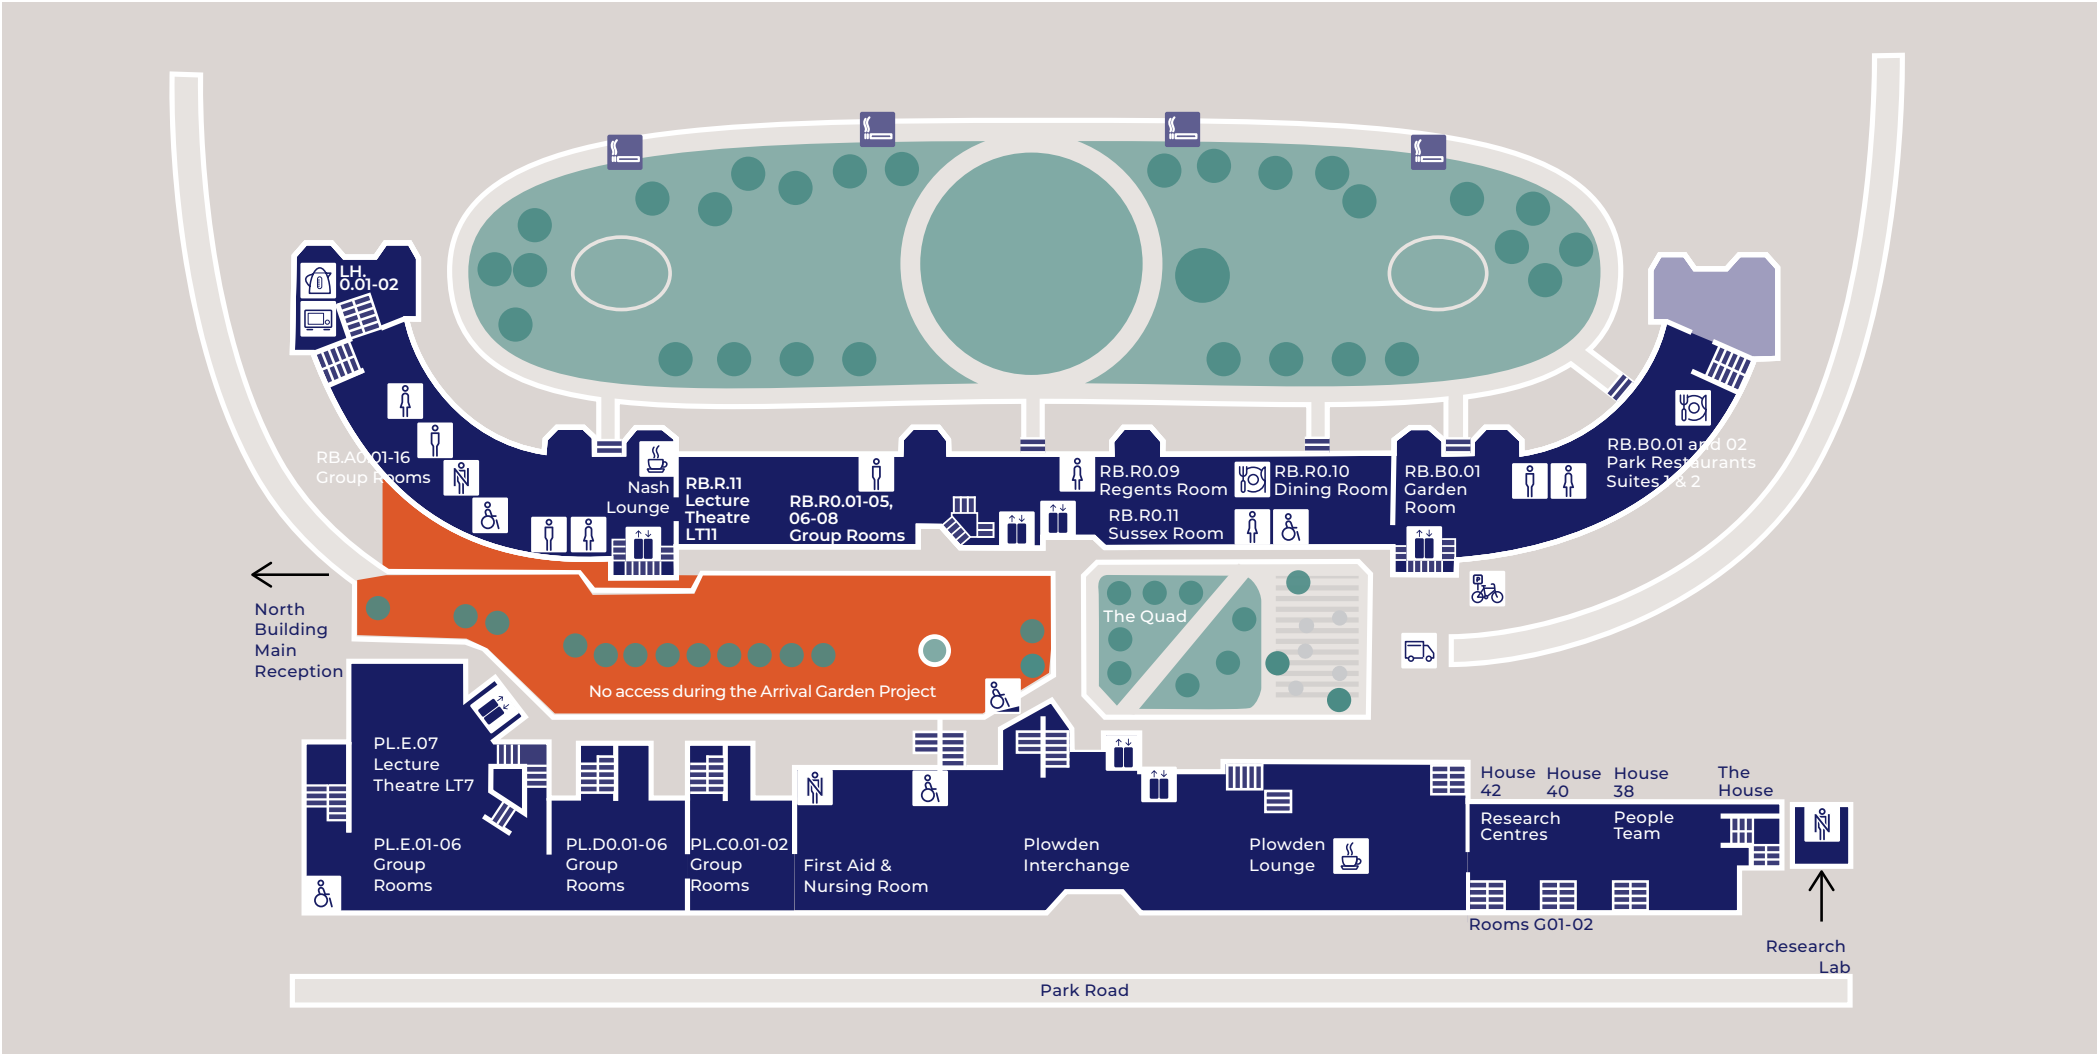 LH.
0.01-02
RB.A0.01-16
Group Rooms
Nash
Lounge
RB.R.11
Lecture
Theatre
LT11
RB.R0.01-05,
06-08
Group Rooms
RB.R0.09
Regents Room
RB.R0.10
Dining Room
RB.R0.11
Sussex Room
RB.B0.01
Garden
Room
RB.B0.01 and 02
Park Restaurants
Suites 1 & 2
P
North
Building
Main
Reception
The Quad
No access during the Arrival Garden Project
PL.E.07
Lecture
Theatre LT7
PL.E.01-06
Group
Rooms
PL.D0.01-06
Group
Rooms
PL.C0.01-02
Group
Rooms
First Aid &
Nursing Room
Plowden
Interchange
Plowden
Lounge
House
42
House
40
House
38
The
House
Research
Centres
People
Team
Rooms G01-02
Research
Lab
Park Road